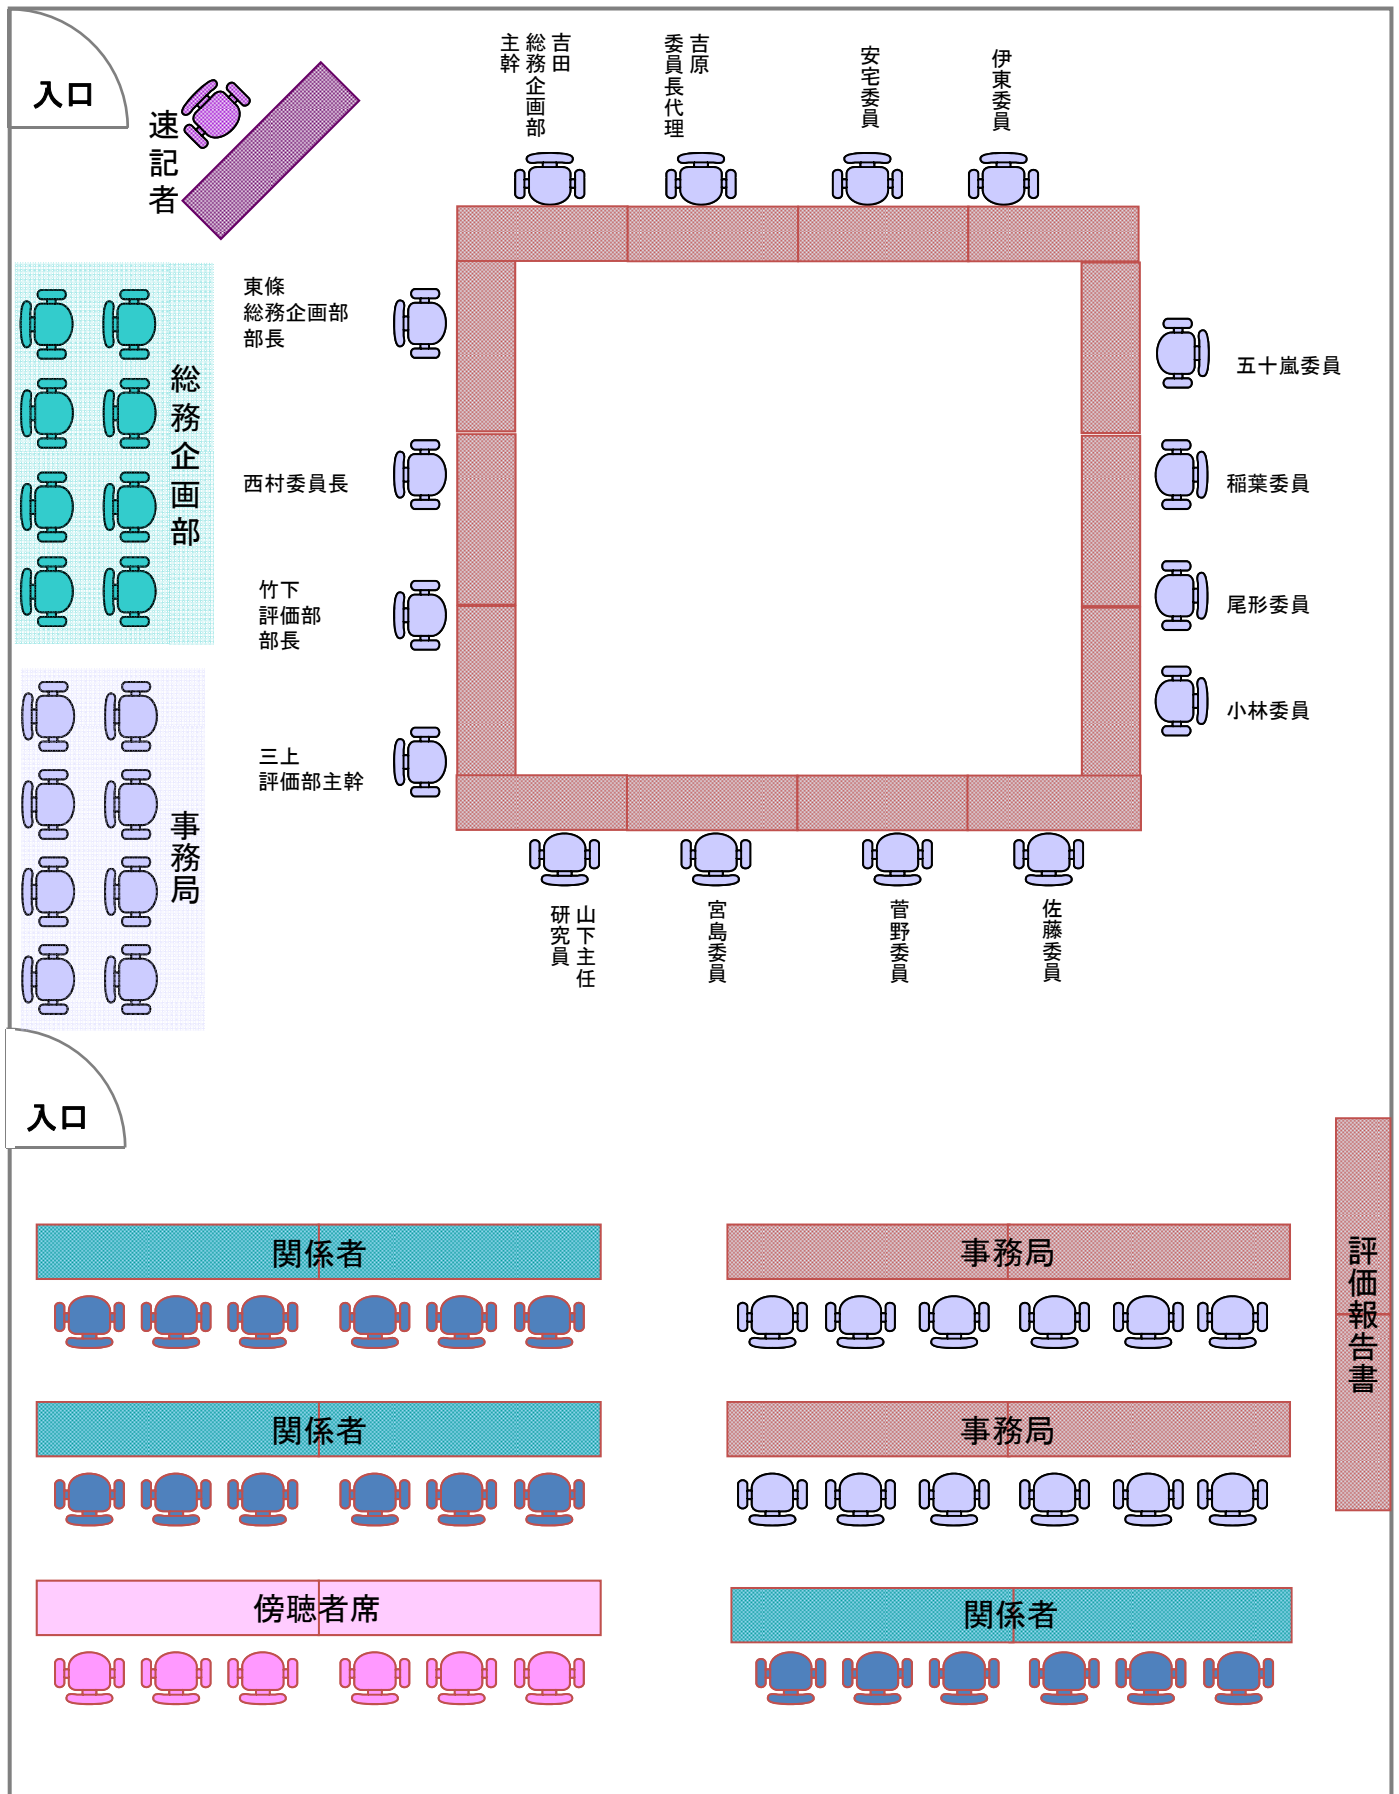 入口
速記者
吉田
総務企画部
主幹
吉原
委員長代理
安宅委員
伊東委員
東條
総務企画部
部長
西村委員長
竹下
評価部
部長
三上
評価部主幹
五十嵐委員
稲葉委員
尾形委員
小林委員
総務企画部
事務局
山下主任
研究員
宮島委員
菅野委員
佐藤委員
入口
評価報告書
関係者
事務局
関係者
事務局
傍聴者席
関係者